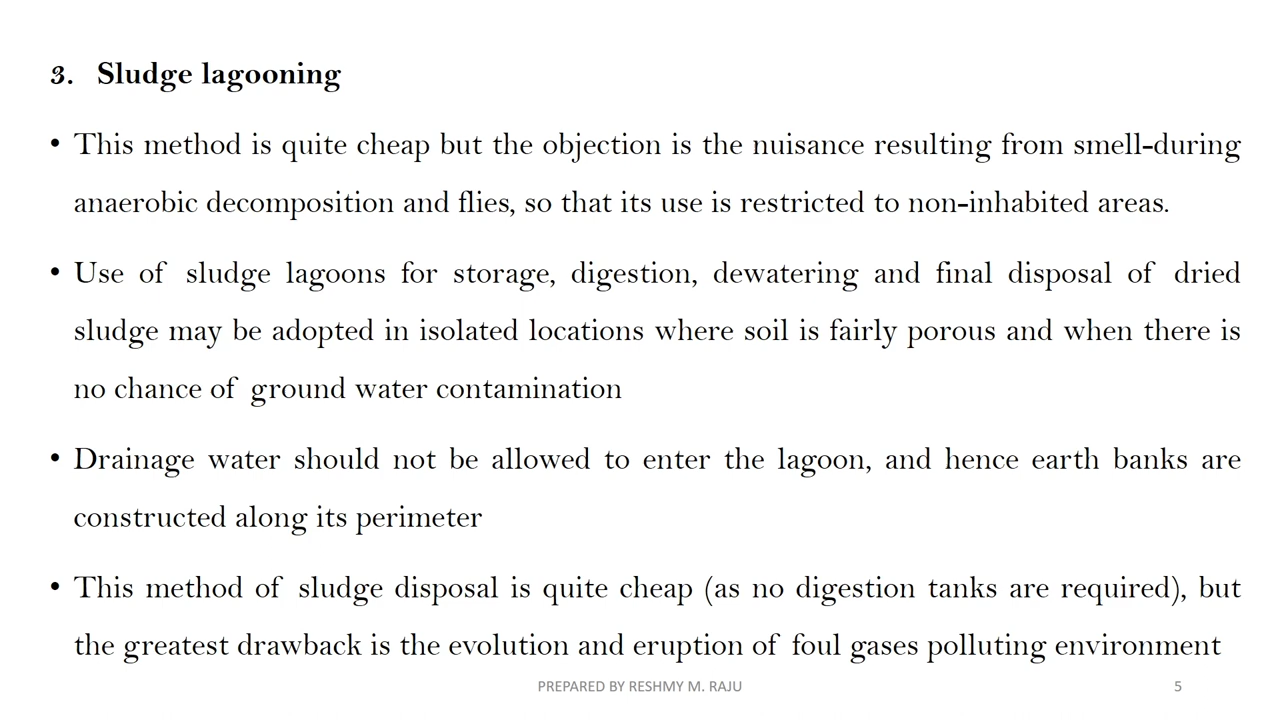 3. Sludge lagooning
• This method is quite cheap but the objection is the nuisance resulting from smell-during
anaerobic decomposition and flies, so that its use is restricted to non-inhabited areas.
• Use of sludge lagoons for storage, digestion, dewatering and final disposal of dried
sludge may be adopted in isolated locations where soil is fairly porous and when there is
no chance of ground water contamination
• Drainage water should not be allowed to enter the lagoon, and hence earth banks are
constructed along its perimeter
• This method of sludge disposal is quite cheap (as no digestion tanks are required), but
the greatest drawback is the evolution and eruption of foul gases polluting environment
PREPARED BY RESHMY M. RAJU 5